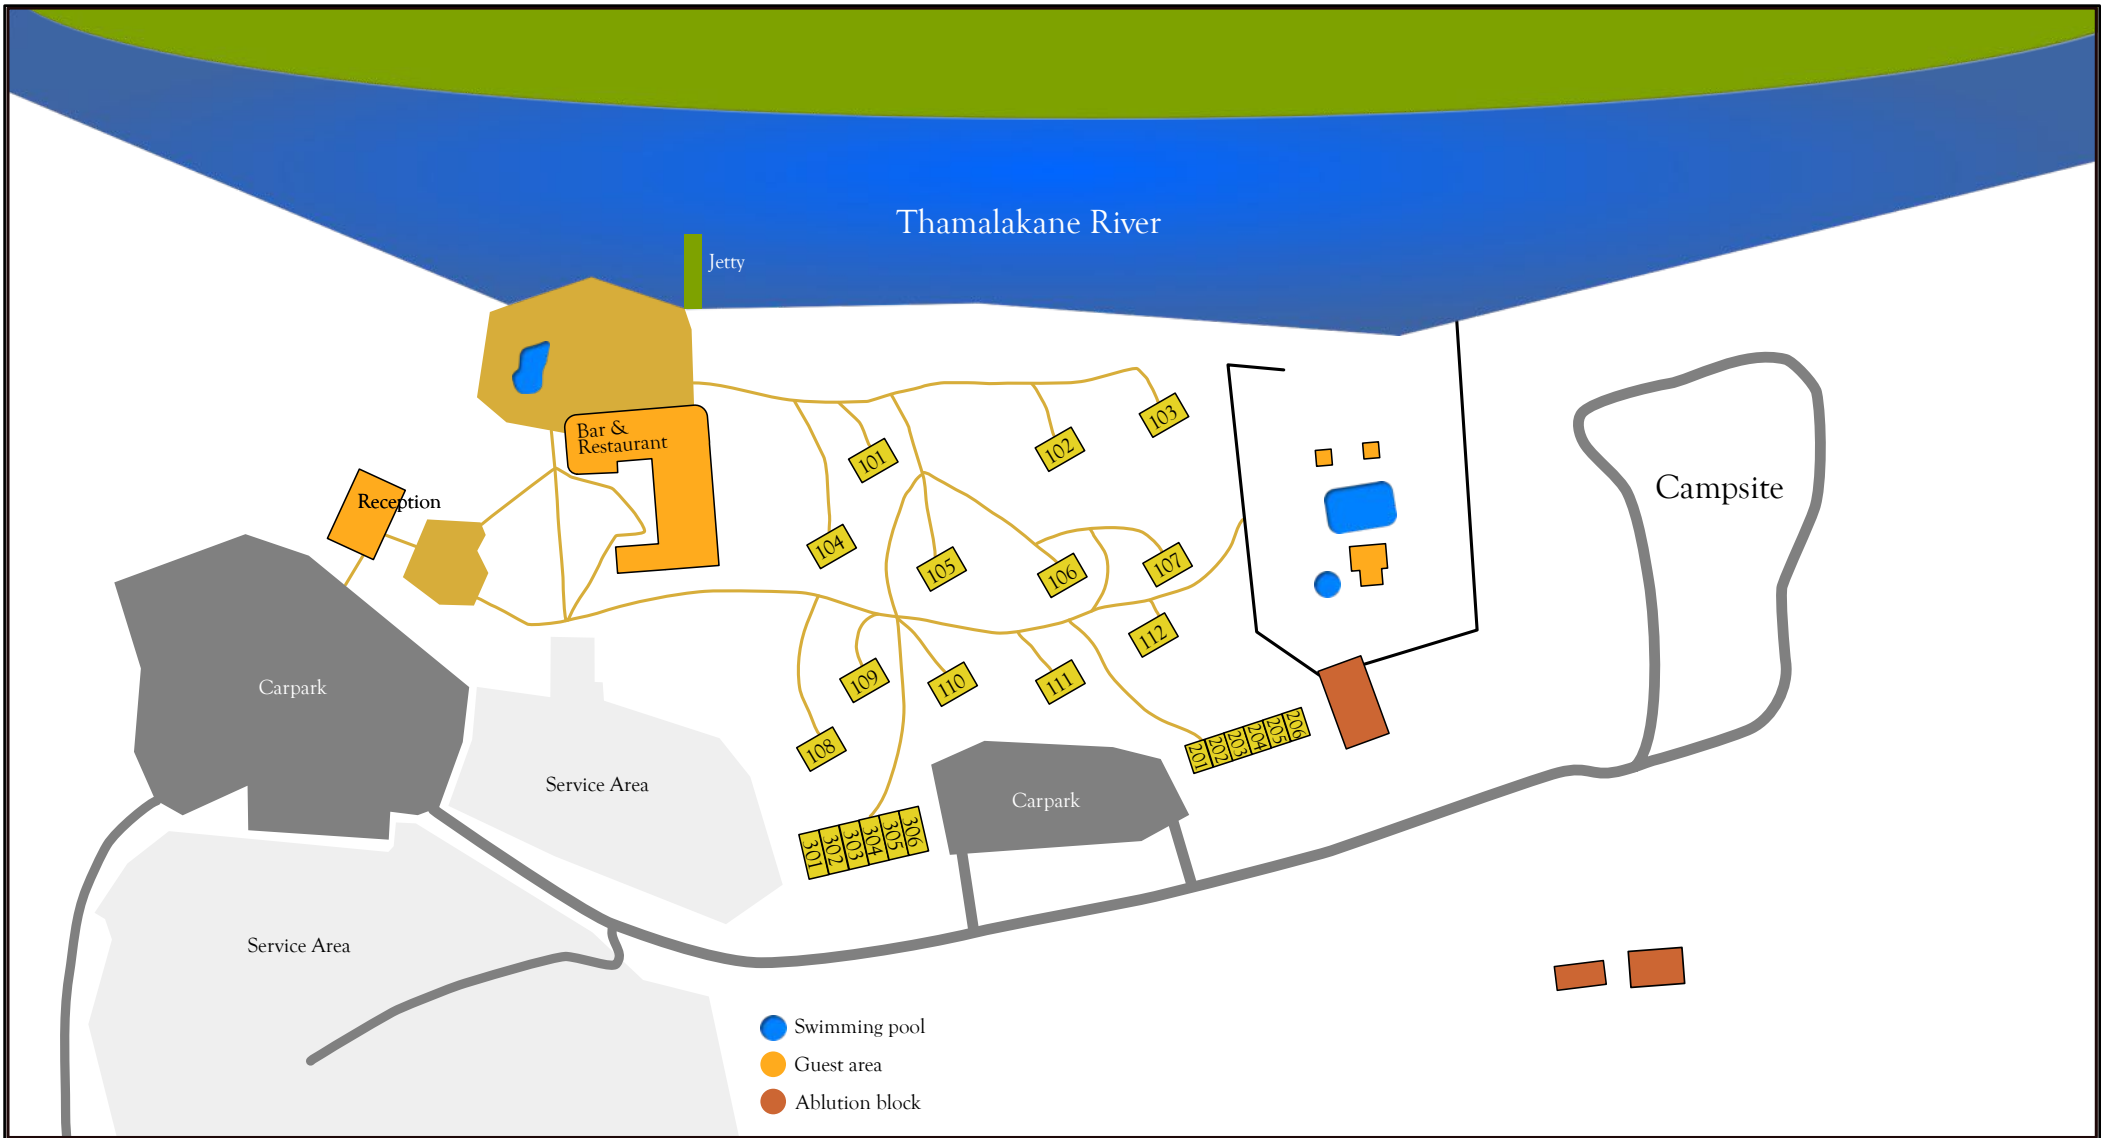 Thamalakane River
Jetty
Bar &
Restaurant
Reception
Campsite
101
102
103
104
105
106
107
112
109
110
111
108
201
202
203
204
205
206
301
302
303
304
305
306
Carpark
Carpark
Service Area
Service Area
Swimming pool
Guest area
Ablution block